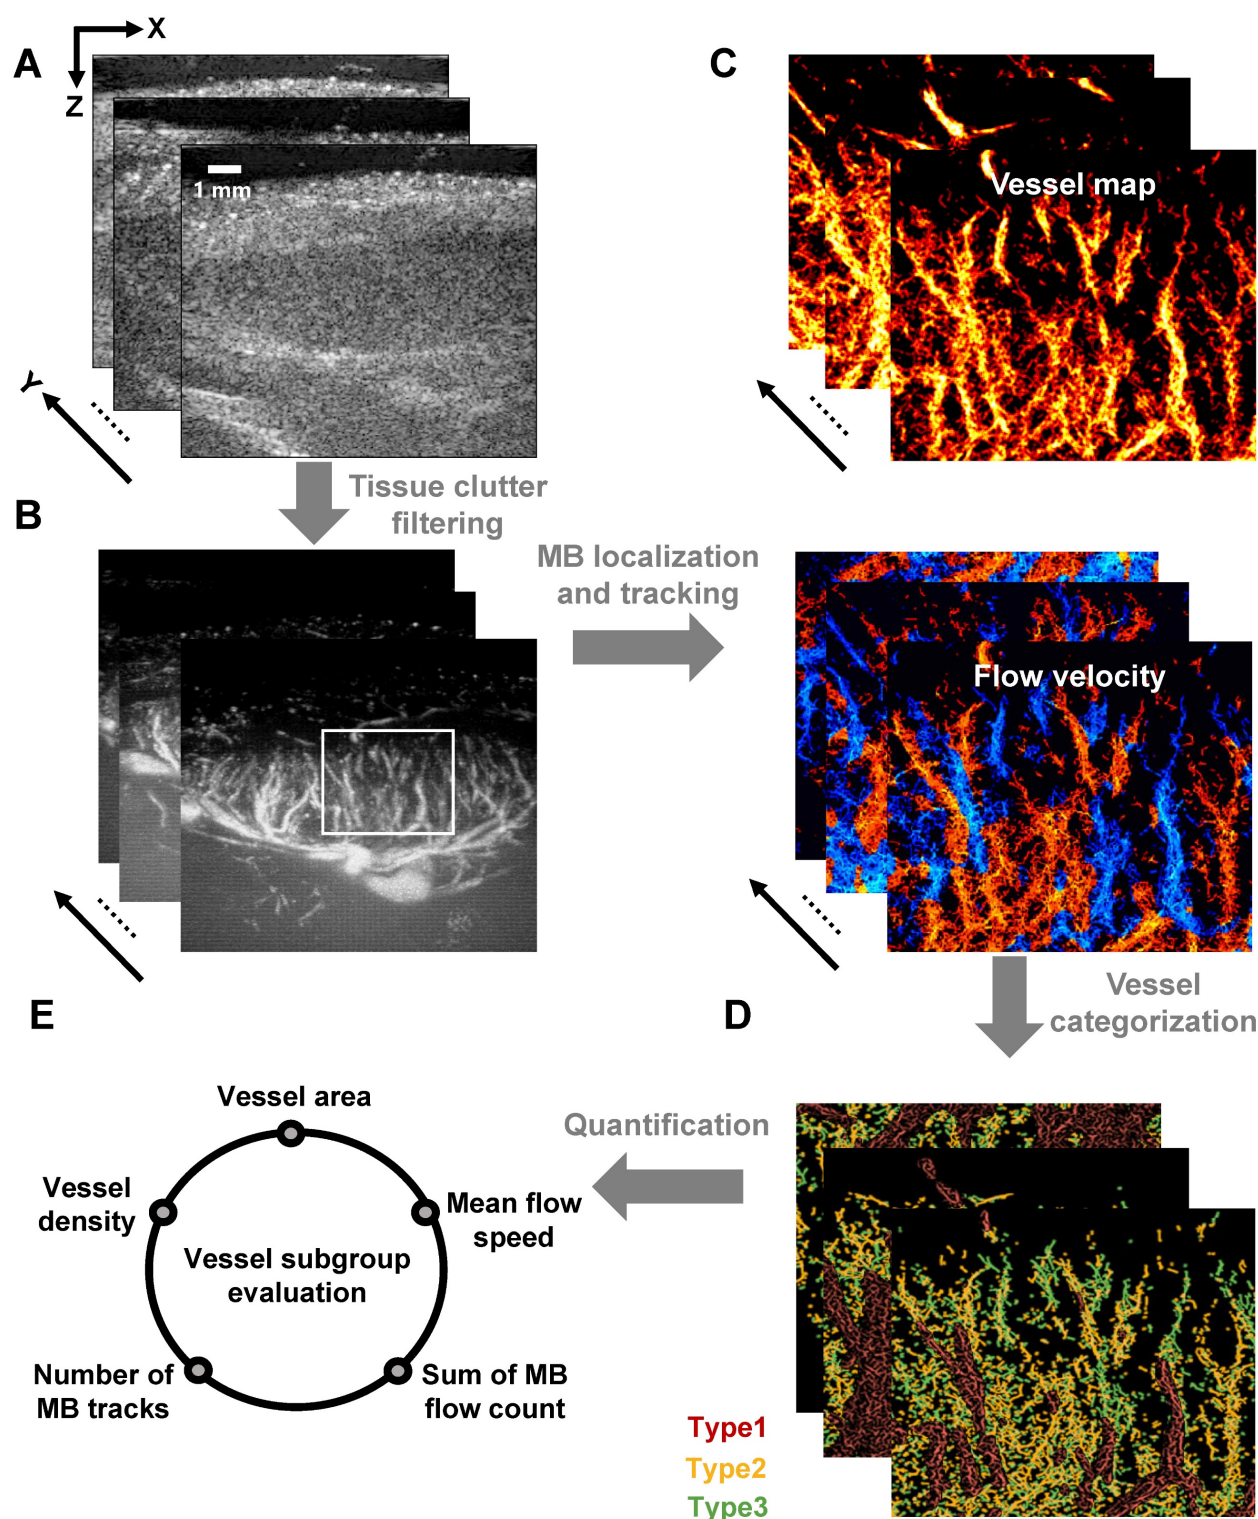 A
X
Z
1 mm
Y
Tissue clutter
filtering
B
MB localization
and tracking
C
Vessel map
Flow velocity
Vessel
categorization
D
Type1
Type2
Type3
Quantification
E
Vessel area
Vessel
density
Mean flow
speed
Vessel subgroup
evaluation
Number of
MB tracks
Sum of MB
flow count